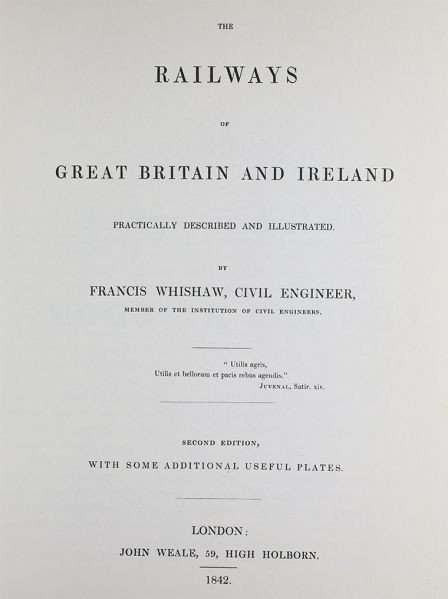 THE
RAILWAYS
OF
GREAT BRITAIN AND IRELAND
PRACTICALLY DESCRIBED AND ILLUSTRATED.
BY
FRANCIS WHISHAW, CIVIL ENGINEER,
MEMBER OF THE INSTITUTION OF CIVIL ENGINEERS.
“ Utilis agris,
Utilis et bellorum et pacis rebus agendis.”
JUVENAL, Satir. xiv.
SECOND EDITION,
WITH SOME ADDITIONAL USEFUL PLATES.
LONDON:
JOHN WEALE, 59, HIGH HOLBORN.
1842.